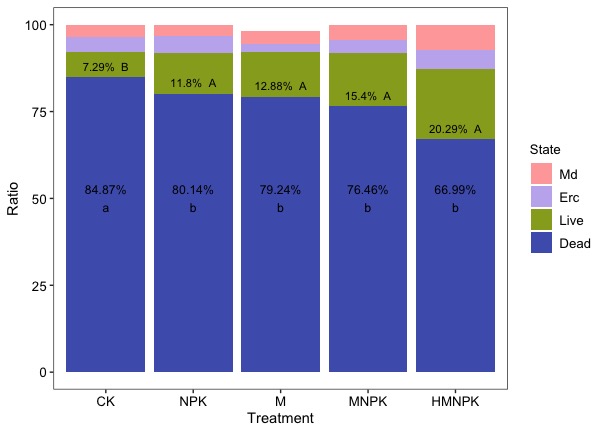 100
75
50
25
0
Ratio
7.29% B
84.87%
a
11.8% A
80.14%
b
12.88% A
79.24%
b
15.4% A
76.46%
b
20.29% A
66.99%
b
CK
NPK
M
MNPK
HMNPK
Treatment
State
Md
Erc
Live
Dead